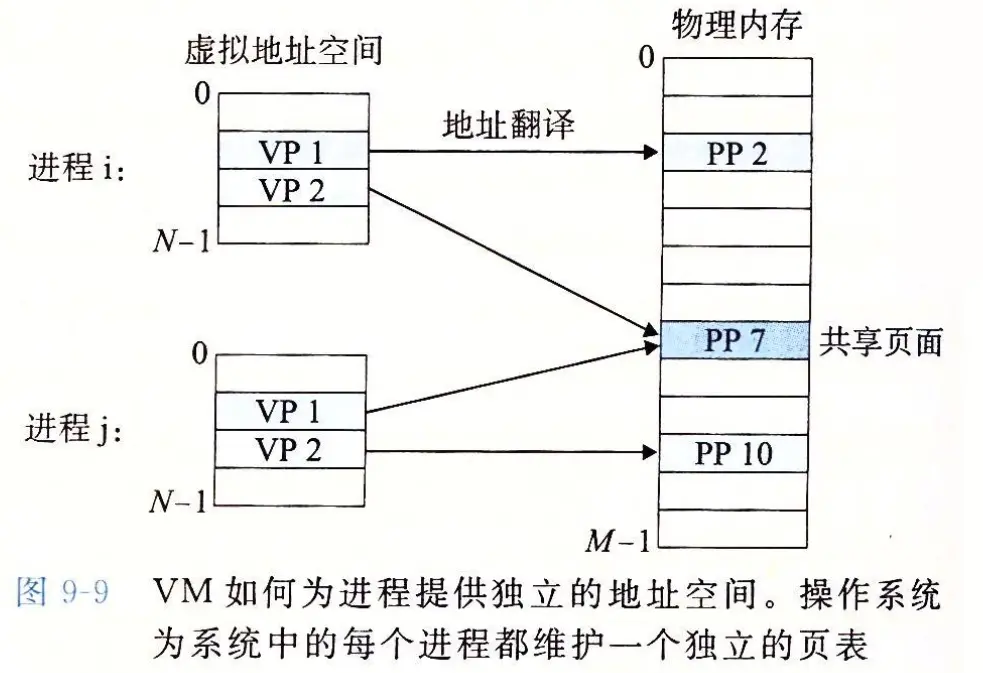 虚拟地址空间
物理内存
0
0
地址翻译
进程 i:
VP 1
PP 2
VP 2
N-1
PP 7
共享页面
0
进程 j:
VP 1
VP 2
PP 10
N-1
M-1
图 9-9 VM 如何为进程提供独立的地址空间。操作系统
为系统中的每个进程都维护一个独立的页表